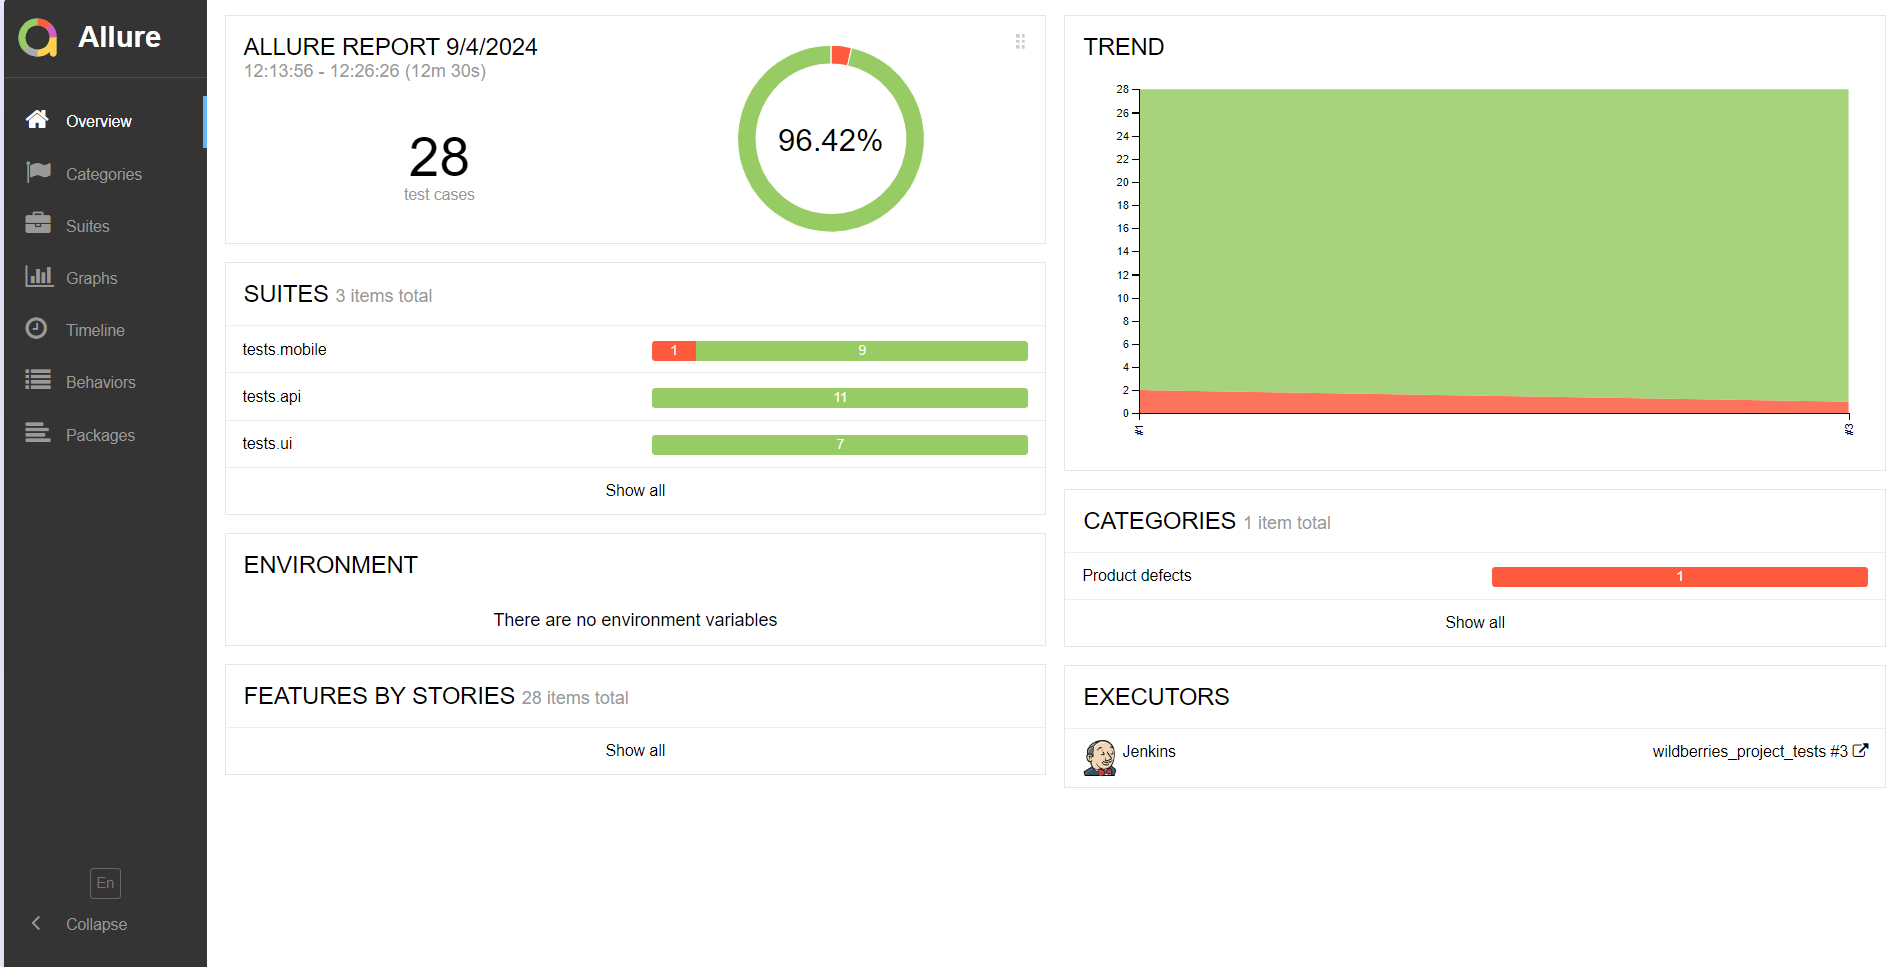 Allure
Overview
Categories
Suites
Graphs
Timeline
Behaviors
Packages
En
Collapse
ALLURE REPORT 9/4/2024
12:13:56 - 12:26:26 (12m 30s)
28
test cases
96.42%
SUITES 3 items total
tests.mobile 1 9
tests.api 11
tests.ui 7
Show all
ENVIRONMENT
There are no environment variables
FEATURES BY STORIES 28 items total
Show all
TREND
28
26
24
22
20
18
16
14
12
10
8
6
4
2
0
#1 #3
CATEGORIES 1 item total
Product defects 1
Show all
EXECUTORS
Jenkins wildberries_project_tests #3